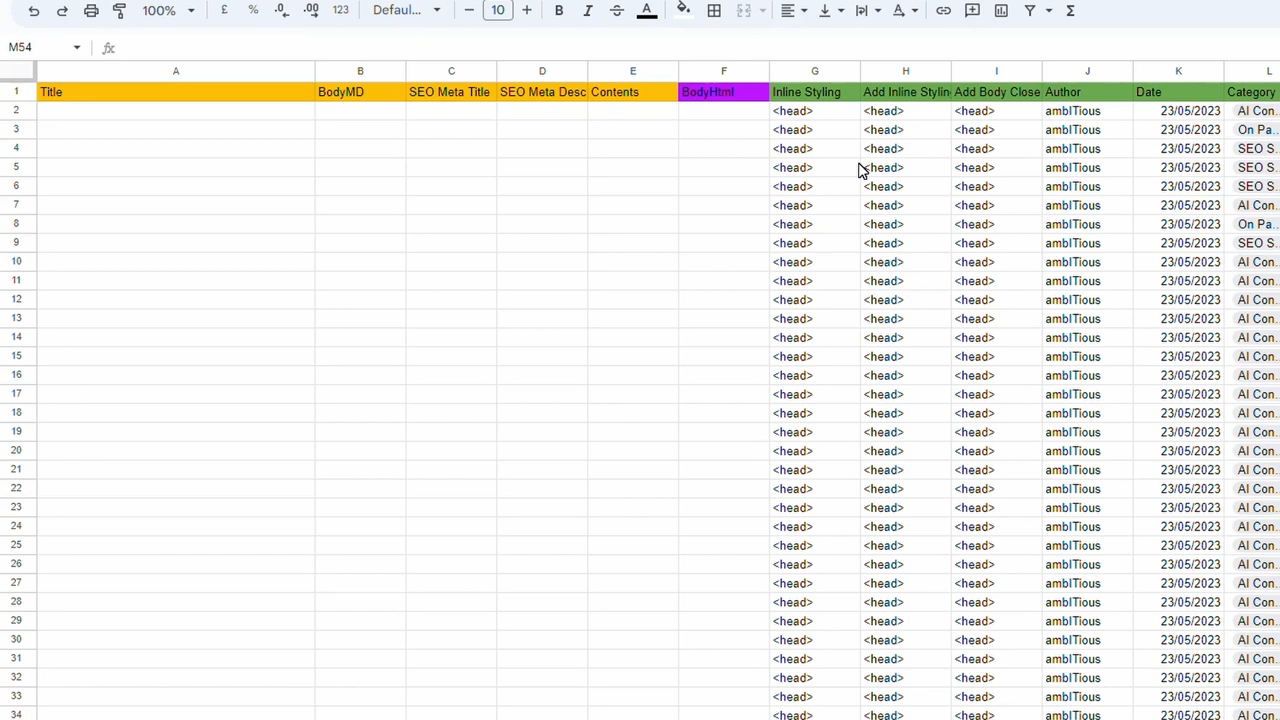 100% £ % .0 .00 123 Defaul... 10 B I A Σ
M54 fx
A B C D E F G H I J K L
1 Title BodyMD SEO Meta Title SEO Meta Desc Contents BodyHtml Inline Styling Add Inline Stylin Add Body Close Author Date Category
2 <head> <head> <head> ambITious 23/05/2023 AI Con...
3 <head> <head> <head> ambITious 23/05/2023 On Pa...
4 <head> <head> <head> ambITious 23/05/2023 SEO S...
5 <head> <head> <head> ambITious 23/05/2023 SEO S...
6 <head> <head> <head> ambITious 23/05/2023 SEO S...
7 <head> <head> <head> ambITious 23/05/2023 AI Con...
8 <head> <head> <head> ambITious 23/05/2023 On Pa...
9 <head> <head> <head> ambITious 23/05/2023 SEO S...
10 <head> <head> <head> ambITious 23/05/2023 AI Con...
11 <head> <head> <head> ambITious 23/05/2023 AI Con...
12 <head> <head> <head> ambITious 23/05/2023 AI Con...
13 <head> <head> <head> ambITious 23/05/2023 AI Con...
14 <head> <head> <head> ambITious 23/05/2023 AI Con...
15 <head> <head> <head> ambITious 23/05/2023 AI Con...
16 <head> <head> <head> ambITious 23/05/2023 AI Con...
17 <head> <head> <head> ambITious 23/05/2023 AI Con...
18 <head> <head> <head> ambITious 23/05/2023 AI Con...
19 <head> <head> <head> ambITious 23/05/2023 AI Con...
20 <head> <head> <head> ambITious 23/05/2023 AI Con...
21 <head> <head> <head> ambITious 23/05/2023 AI Con...
22 <head> <head> <head> ambITious 23/05/2023 AI Con...
23 <head> <head> <head> ambITious 23/05/2023 AI Con...
24 <head> <head> <head> ambITious 23/05/2023 AI Con...
25 <head> <head> <head> ambITious 23/05/2023 AI Con...
26 <head> <head> <head> ambITious 23/05/2023 AI Con...
27 <head> <head> <head> ambITious 23/05/2023 AI Con...
28 <head> <head> <head> ambITious 23/05/2023 AI Con...
29 <head> <head> <head> ambITious 23/05/2023 AI Con...
30 <head> <head> <head> ambITious 23/05/2023 AI Con...
31 <head> <head> <head> ambITious 23/05/2023 AI Con...
32 <head> <head> <head> ambITious 23/05/2023 AI Con...
33 <head> <head> <head> ambITious 23/05/2023 AI Con...
34 <head> <head> <head> ambITious 23/05/2023 AI Con...